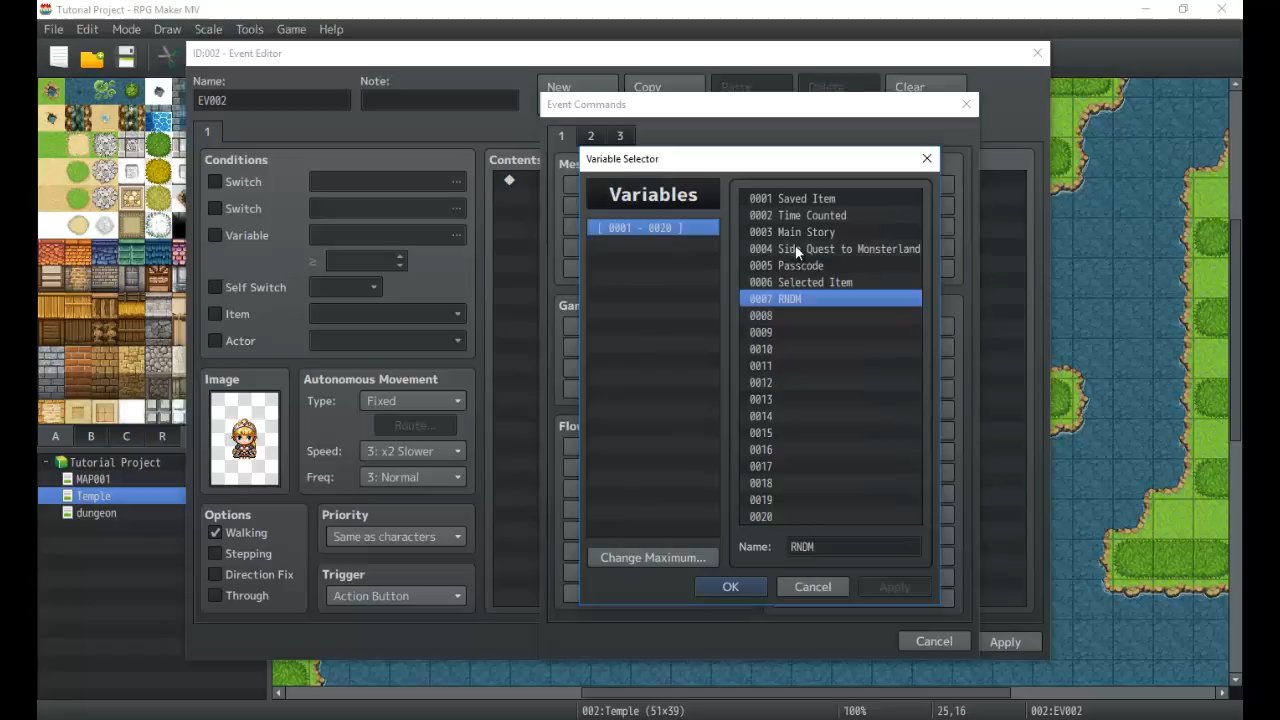 Tutorial Project - RPG Maker MV
File Edit Mode Draw Scale Tools Game Help
ID:002 - Event Editor
Name:
Note:
EV002
New
Copy
Paste
Delete
Clear
1
Conditions
Switch ...
Switch ...
Variable ...
≥
Self Switch
Item
Actor
Image
Autonomous Movement
Type: Fixed
Route...
Speed: 3: x2 Slower
Freq: 3: Normal
Options
Walking
Stepping
Direction Fix
Through
Priority
Same as characters
Trigger
Action Button
Contents
Event Commands
1 2 3
Mes
Gam
Flo
Variable Selector
Variables
[ 0001 - 0020 ]
0001 Saved Item
0002 Time Counted
0003 Main Story
0004 Side Quest to Monsterland
0005 Passcode
0006 Selected Item
0007 RNDM
0008
0009
0010
0011
0012
0013
0014
0015
0016
0017
0018
0019
0020
Change Maximum...
Name: RNDM
OK
Cancel
Apply
Cancel
Apply
A B C R
Tutorial Project
MAP001
Temple
dungeon
002:Temple (51×39)
100%
25,16
002:EV002